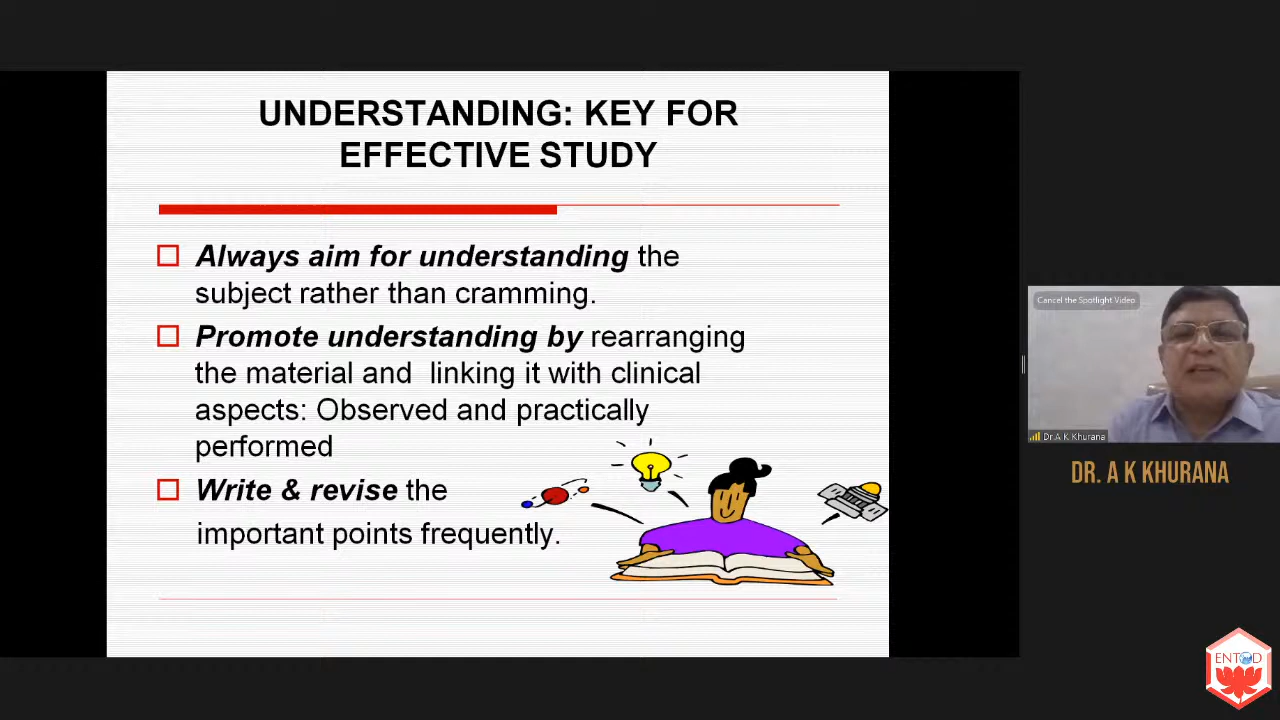 UNDERSTANDING: KEY FOR
EFFECTIVE STUDY
Always aim for understanding the
subject rather than cramming.
Promote understanding by rearranging
the material and linking it with clinical
aspects: Observed and practically
performed
Write & revise the
important points frequently.
Cancel the Spotlight Video
Dr.A K Khurana
DR. A K KHURANA
ENTOD